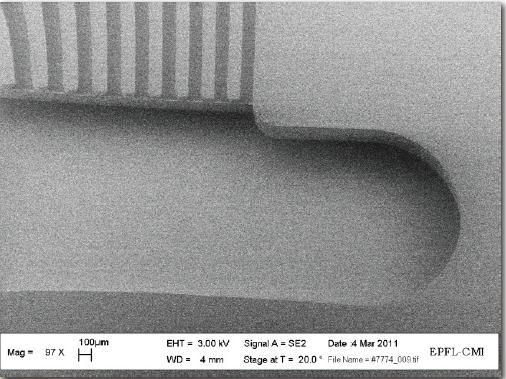 100µm
Mag = 97 X
EHT = 3.00 kV Signal A = SE2 Date :4 Mar 2011
WD = 4 mm Stage at T = 20.0 ° File Name = #7774_009.tif
EPFL-CMI